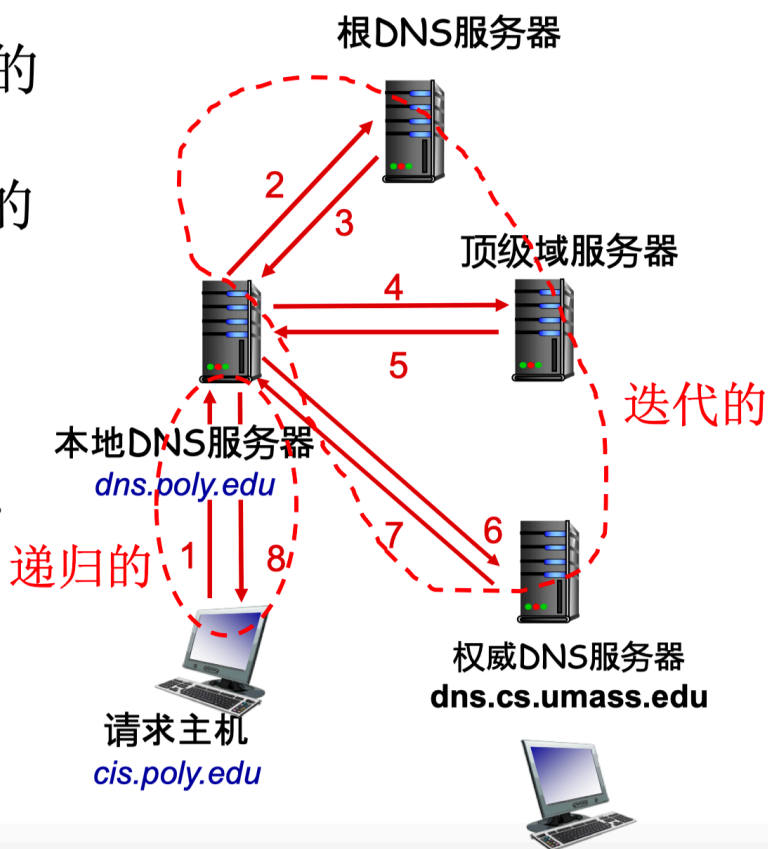 根DNS服务器
的
的
2
3
顶级域服务器
4
5
迭代的
本地DNS服务器
dns.poly.edu
6
7
递归的
1
8
权威DNS服务器
dns.cs.umass.edu
请求主机
cis.poly.edu